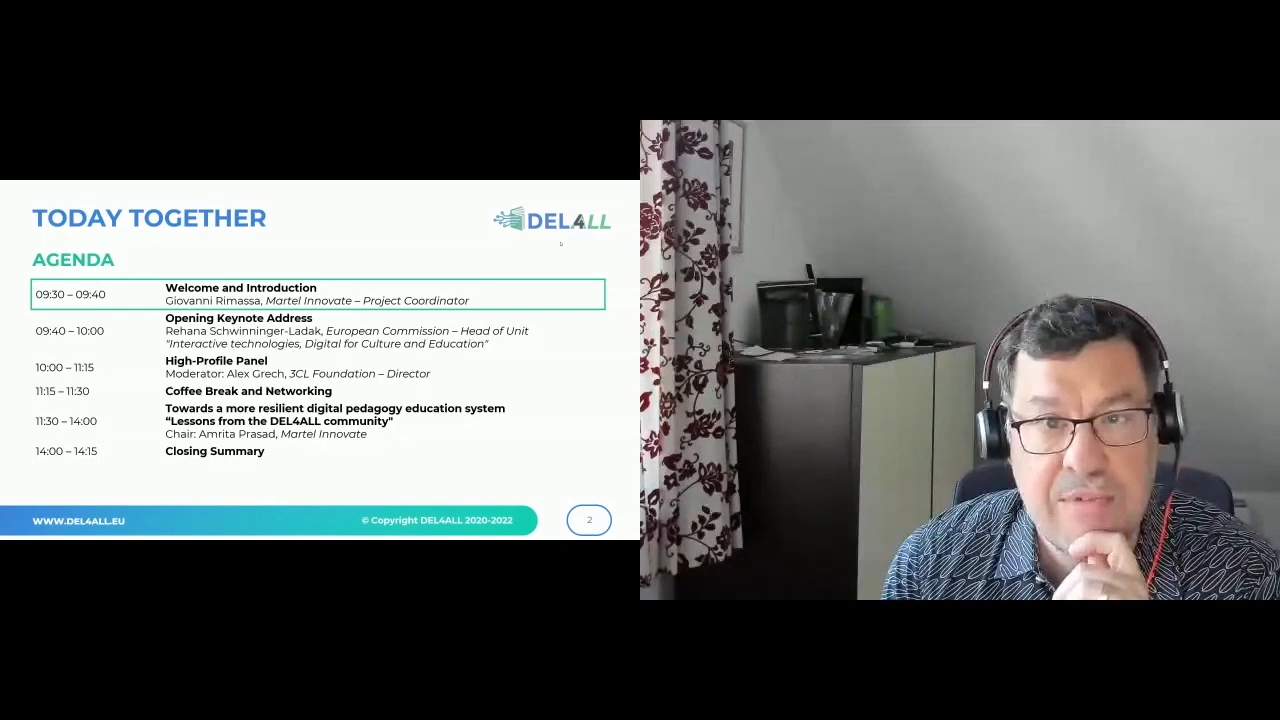 TODAY TOGETHER
DEL4ALL
AGENDA
09:30 – 09:40
Welcome and Introduction
Giovanni Rimassa, Martel Innovate – Project Coordinator
09:40 – 10:00
Opening Keynote Address
Rehana Schwinninger-Ladak, European Commission – Head of Unit
"Interactive technologies, Digital for Culture and Education"
10:00 – 11:15
High-Profile Panel
Moderator: Alex Grech, 3CL Foundation – Director
11:15 – 11:30
Coffee Break and Networking
11:30 – 14:00
Towards a more resilient digital pedagogy education system
“Lessons from the DEL4ALL community"
Chair: Amrita Prasad, Martel Innovate
14:00 – 14:15
Closing Summary
WWW.DEL4ALL.EU
© Copyright DEL4ALL 2020-2022
2